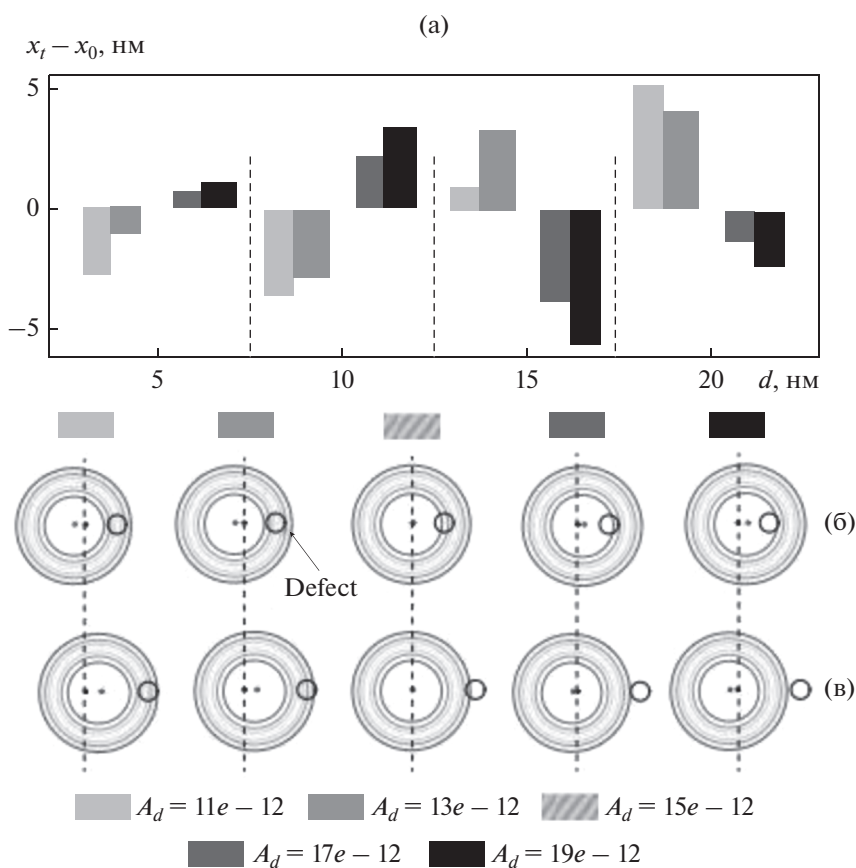 (а)
x_t – x_0, нм
5
0
–5
5 10 15 20 d, нм
(б)
Defect
(в)
A_d = 11e – 12 A_d = 13e – 12 A_d = 15e – 12
A_d = 17e – 12 A_d = 19e – 12